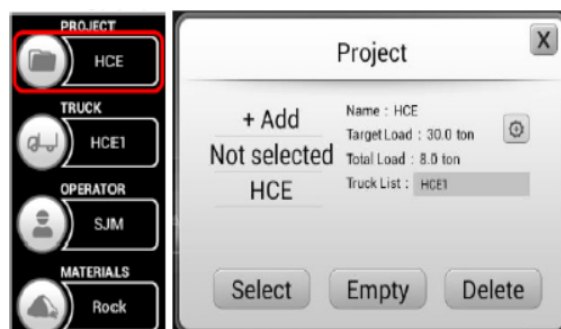 PROJECT
HCE
TRUCK
HCE1
OPERATOR
SJM
MATERIALS
Rock
Project
X
+ Add
Not selected
HCE
Name : HCE
Target Load : 30.0 ton
Total Load : 8.0 ton
Truck List : HCE1
Select Empty Delete